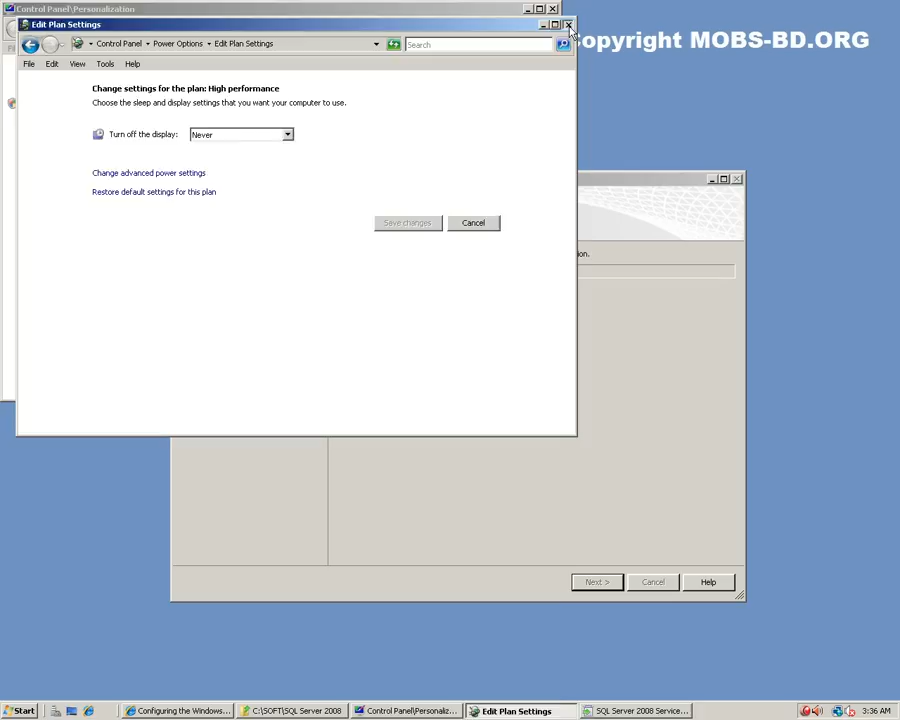 Control Panel\Personalization
Edit Plan Settings
Control Panel ▸ Power Options ▸ Edit Plan Settings
Search
opyright MOBS-BD.ORG
File Edit View Tools Help
Change settings for the plan: High performance
Choose the sleep and display settings that you want your computer to use.
Turn off the display: Never
Change advanced power settings
Restore default settings for this plan
Save changes Cancel
ion.
Next > Cancel Help
Start Configuring the Windows... C:\SOFT\SQL Server 2008 Control Panel\Personaliz... Edit Plan Settings SQL Server 2008 Service... 3:36 AM